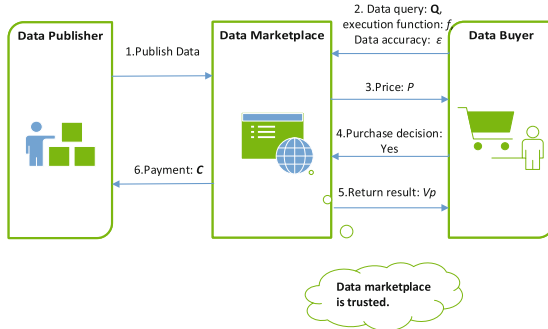 2. Data query: Q,
execution function: f,
Data accuracy: ε
Data Publisher
Data Marketplace
Data Buyer
1.Publish Data
3.Price: P
4.Purchase decision:
Yes
6.Payment: C
5.Return result: Vp
Data marketplace
is trusted.